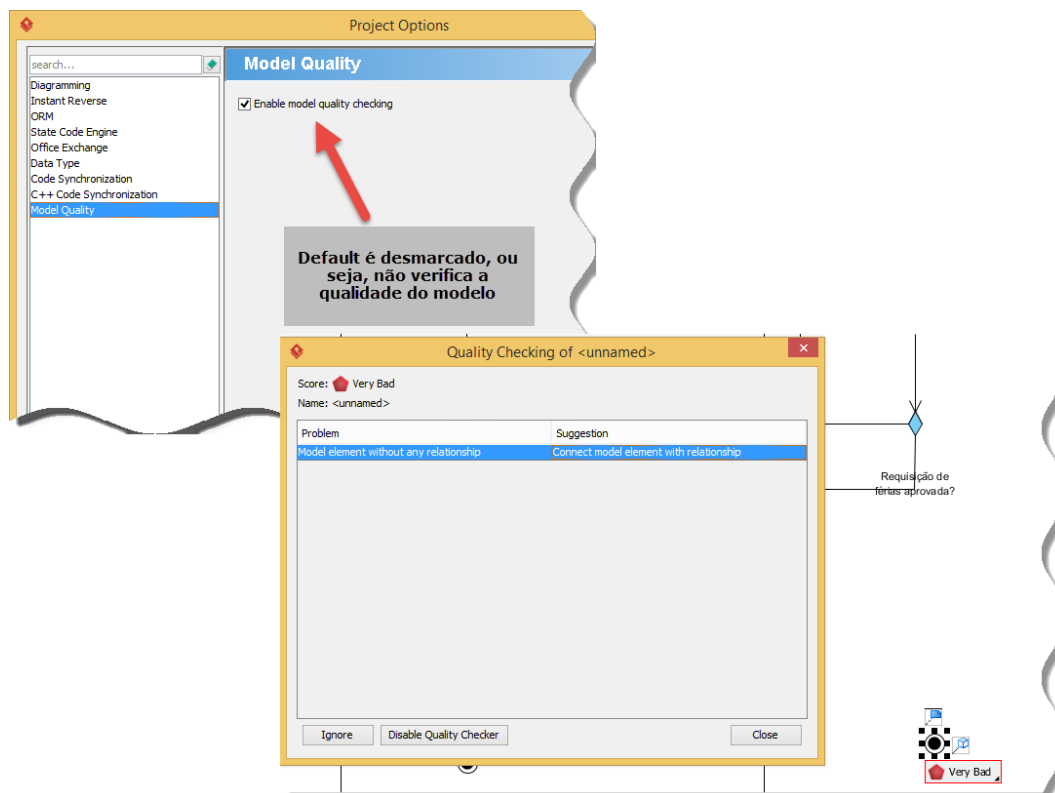 Project Options
search...
Model Quality
Diagramming
Instant Reverse
ORM
State Code Engine
Office Exchange
Data Type
Code Synchronization
C++ Code Synchronization
Model Quality
Enable model quality checking
Default é desmarcado, ou
seja, não verifica a
qualidade do modelo
Quality Checking of <unnamed>
Score: Very Bad
Name: <unnamed>
Problem Suggestion
Model element without any relationship Connect model element with relationship
Ignore Disable Quality Checker Close
Requisição de
férias aprovada?
Very Bad